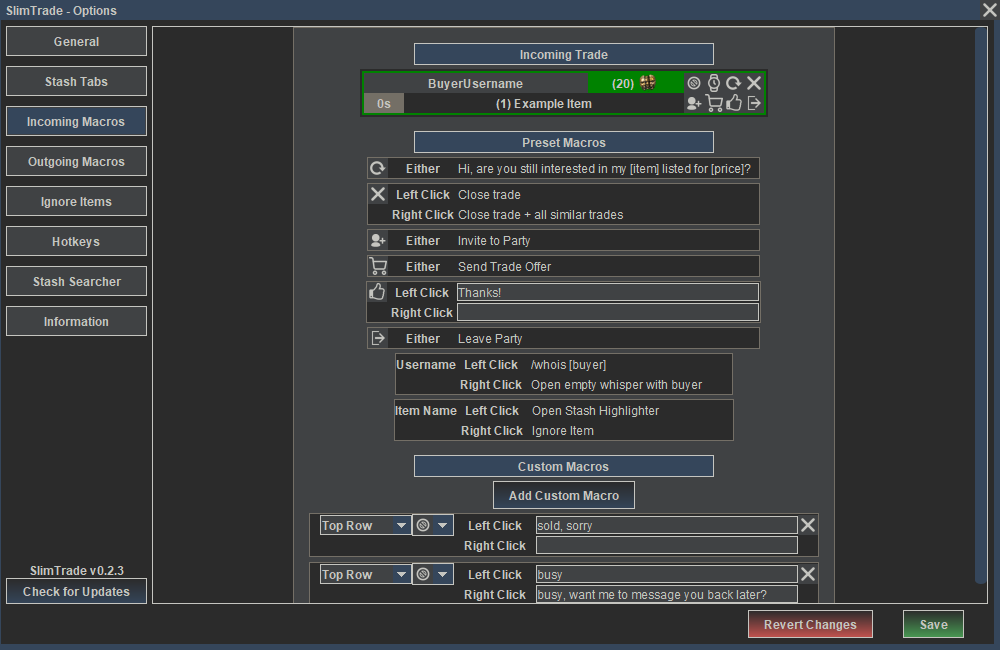 SlimTrade - Options
General
Stash Tabs
Incoming Macros
Outgoing Macros
Ignore Items
Hotkeys
Stash Searcher
Information
SlimTrade v0.2.3
Check for Updates
Incoming Trade
BuyerUsername (20)
0s (1) Example Item
Preset Macros
Either Hi, are you still interested in my [item] listed for [price]?
Left Click Close trade
Right Click Close trade + all similar trades
Either Invite to Party
Either Send Trade Offer
Left Click Thanks!
Right Click
Either Leave Party
Username Left Click /whois [buyer]
Right Click Open empty whisper with buyer
Item Name Left Click Open Stash Highlighter
Right Click Ignore Item
Custom Macros
Add Custom Macro
Top Row Left Click sold, sorry
Right Click
Top Row Left Click busy
Right Click busy, want me to message you back later?
Revert Changes Save